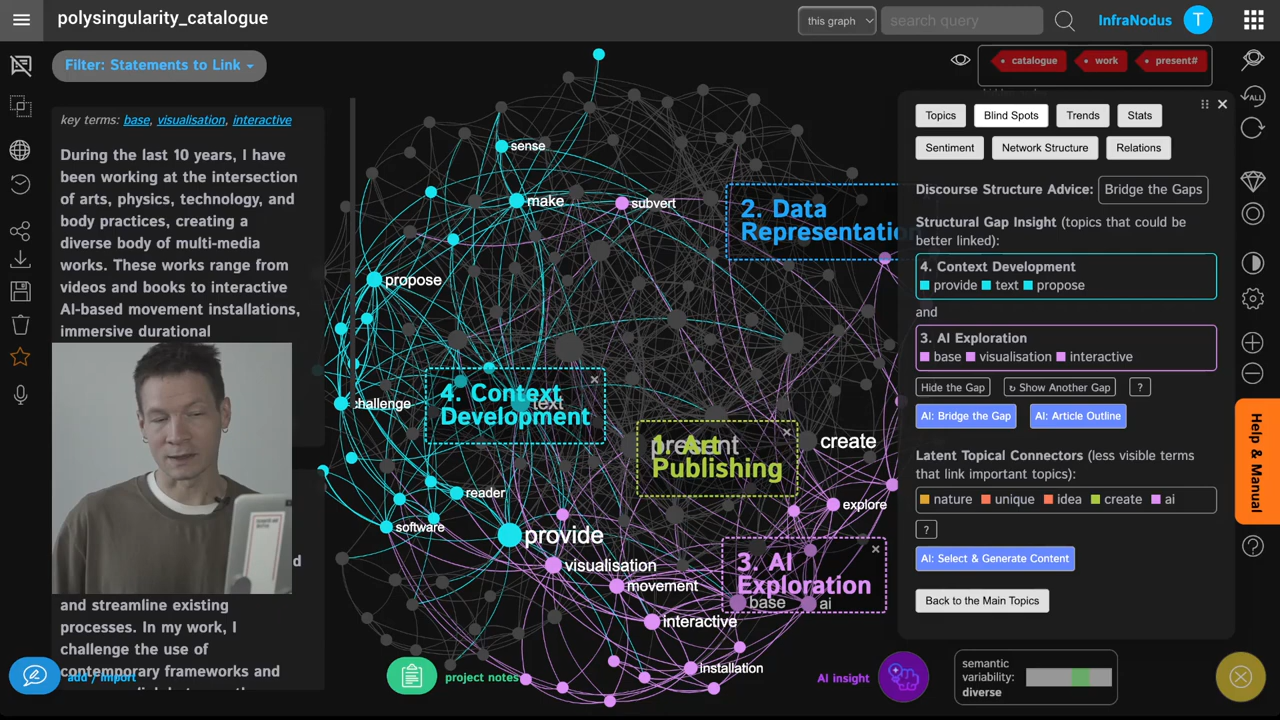 polysingularity_catalogue
this graph
search query
InfraNodus
T
Filter: Statements to Link
catalogue
work
present#
key terms: base, visualisation, interactive
During the last 10 years, I have
been working at the intersection
of arts, physics, technology, and
body practices, creating a
diverse body of multi-media
works. These works range from
videos and books to interactive
AI-based movement installations,
immersive durational
and streamline existing
processes. In my work, I
challenge the use of
contemporary frameworks and
add / import
sense
make
subvert
propose
2. Data
Representatio
challenge
4. Context
Development
text
present
1. Art
Publishing
create
reader
explore
software
provide
visualisation
movement
3. AI
Exploration
base
ai
interactive
installation
project notes
AI insight
semantic
variability:
diverse
Topics
Blind Spots
Trends
Stats
Sentiment
Network Structure
Relations
Discourse Structure Advice: Bridge the Gaps
Structural Gap Insight (topics that could be
better linked):
4. Context Development
provide text propose
and
3. AI Exploration
base visualisation interactive
Hide the Gap
↻ Show Another Gap
?
AI: Bridge the Gap
AI: Article Outline
Latent Topical Connectors (less visible terms
that link important topics):
nature unique idea create ai
?
AI: Select & Generate Content
Back to the Main Topics
ALL
Help & Manual